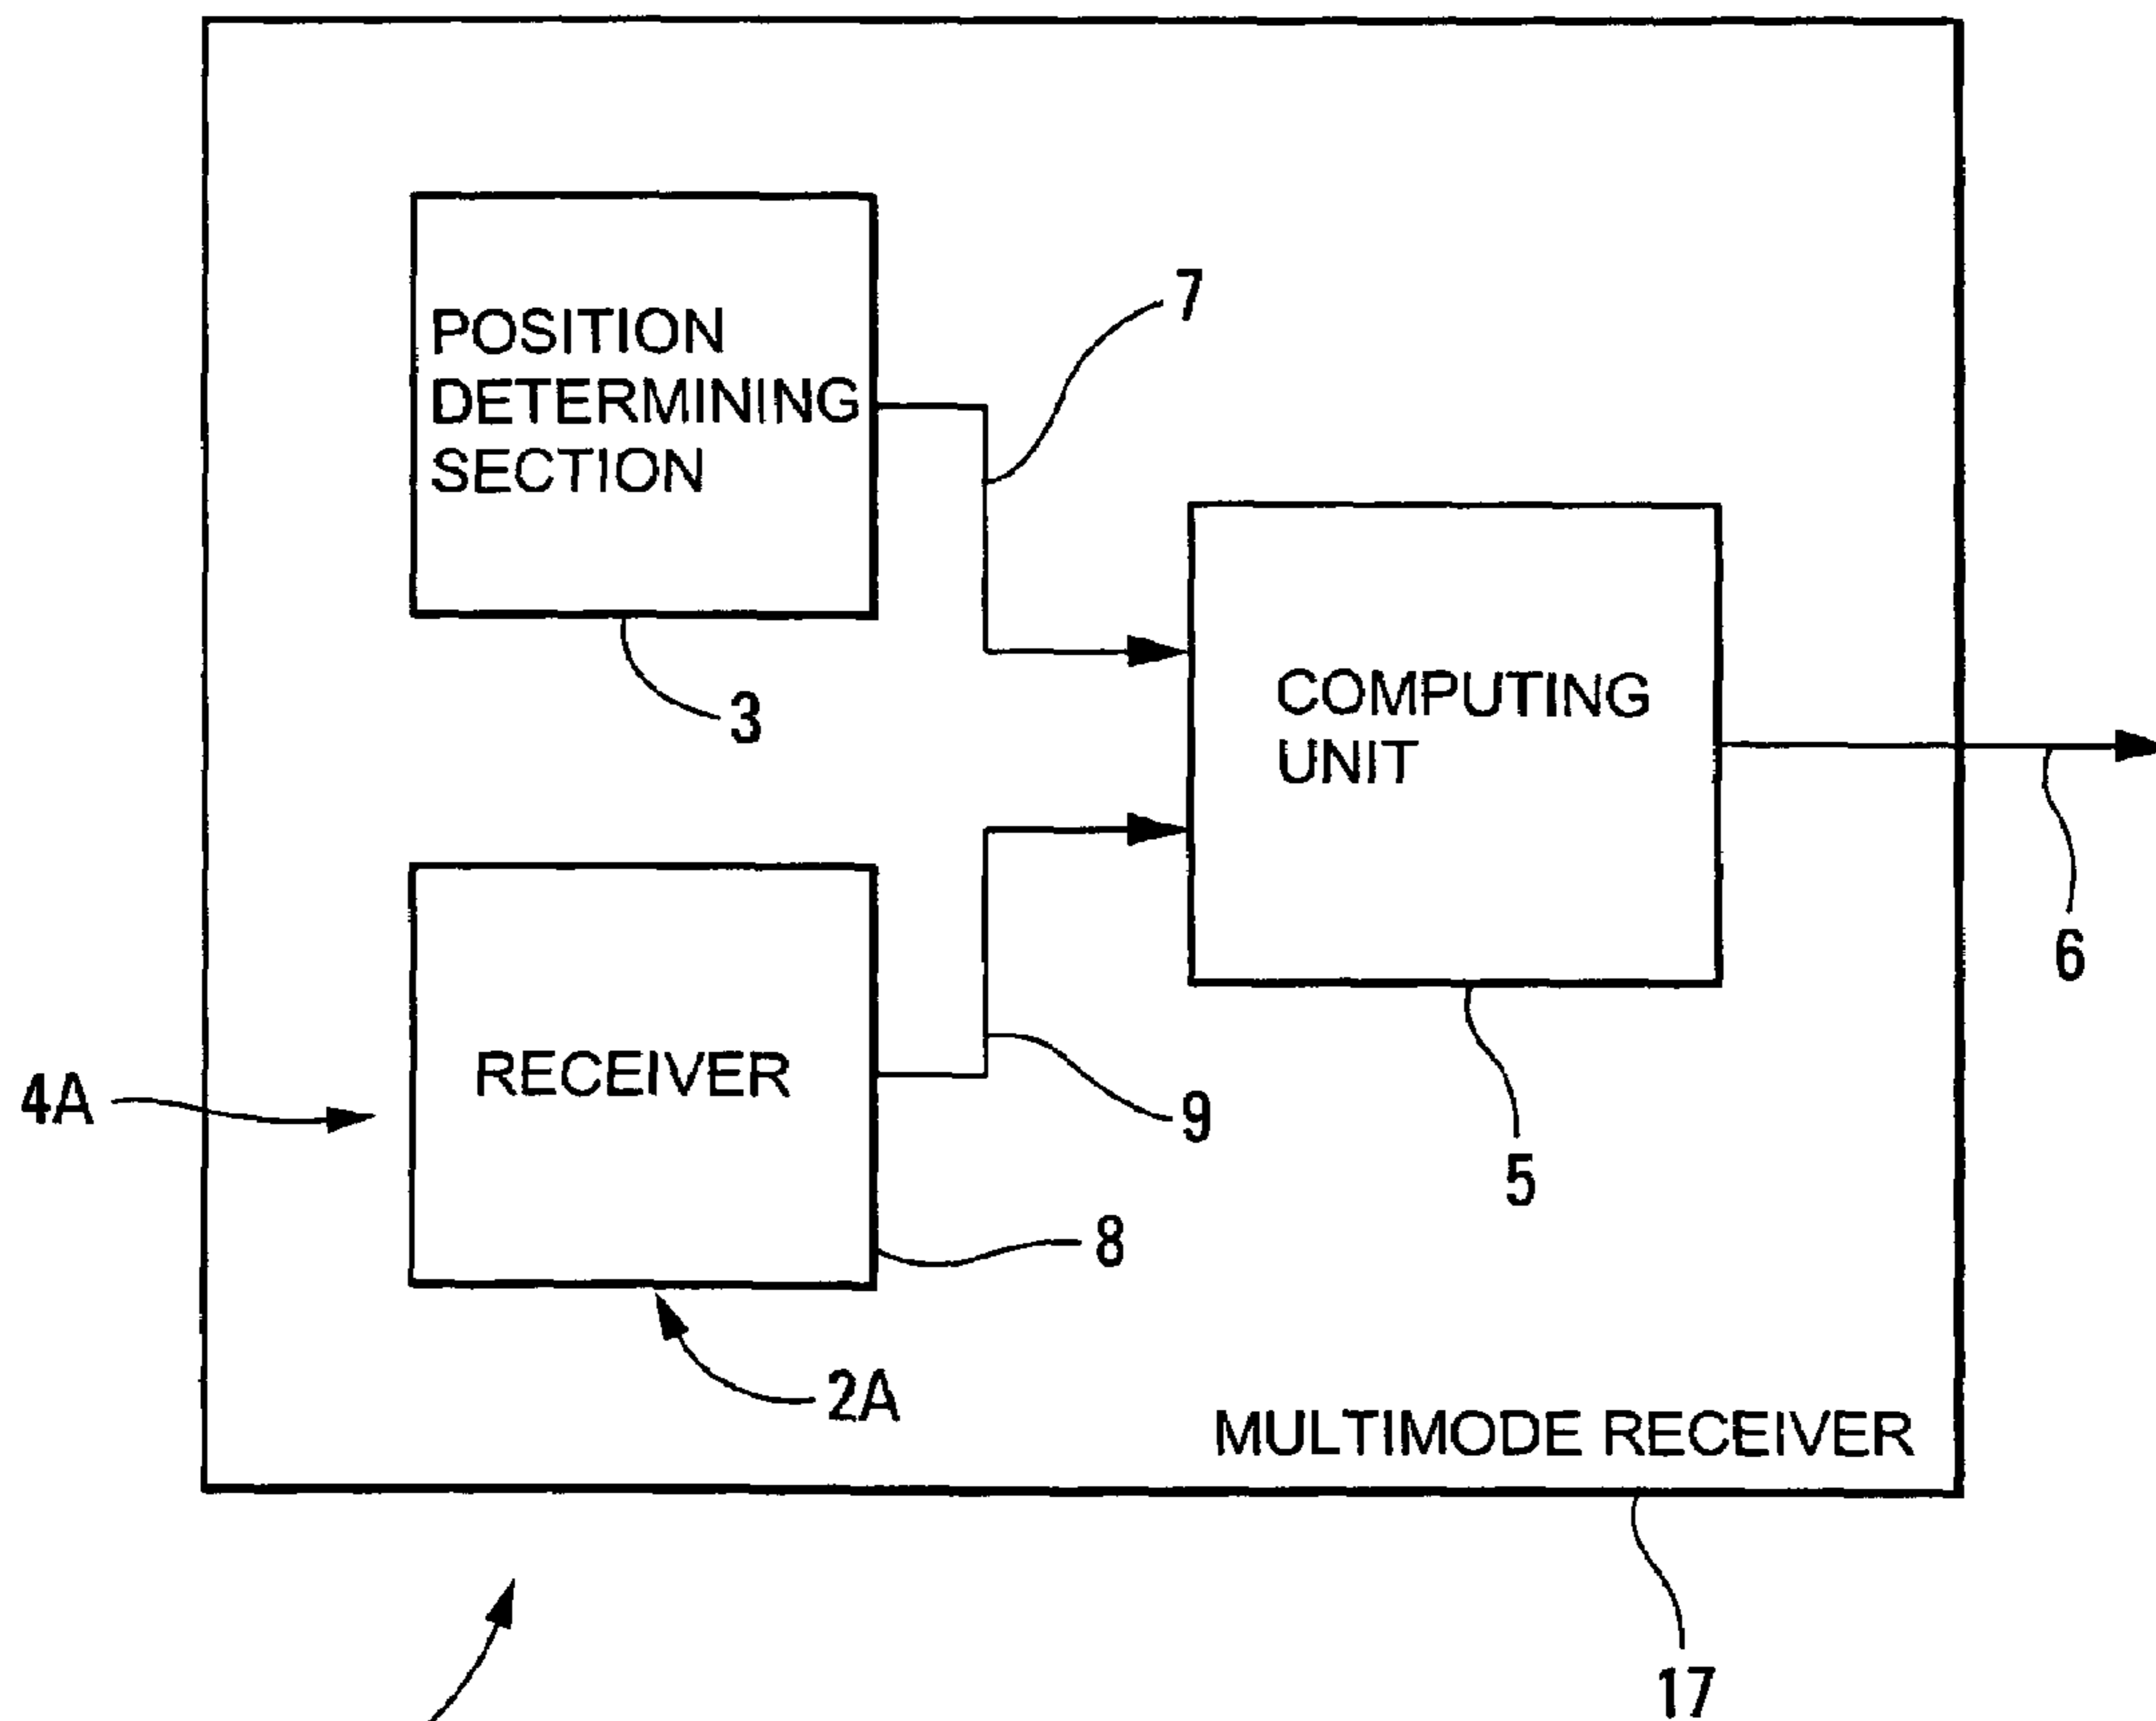 POSITION
DETERMINING
SECTION
7
3
COMPUTING
UNIT
6
4A
RECEIVER
9
5
8
2A
MULTIMODE RECEIVER
17